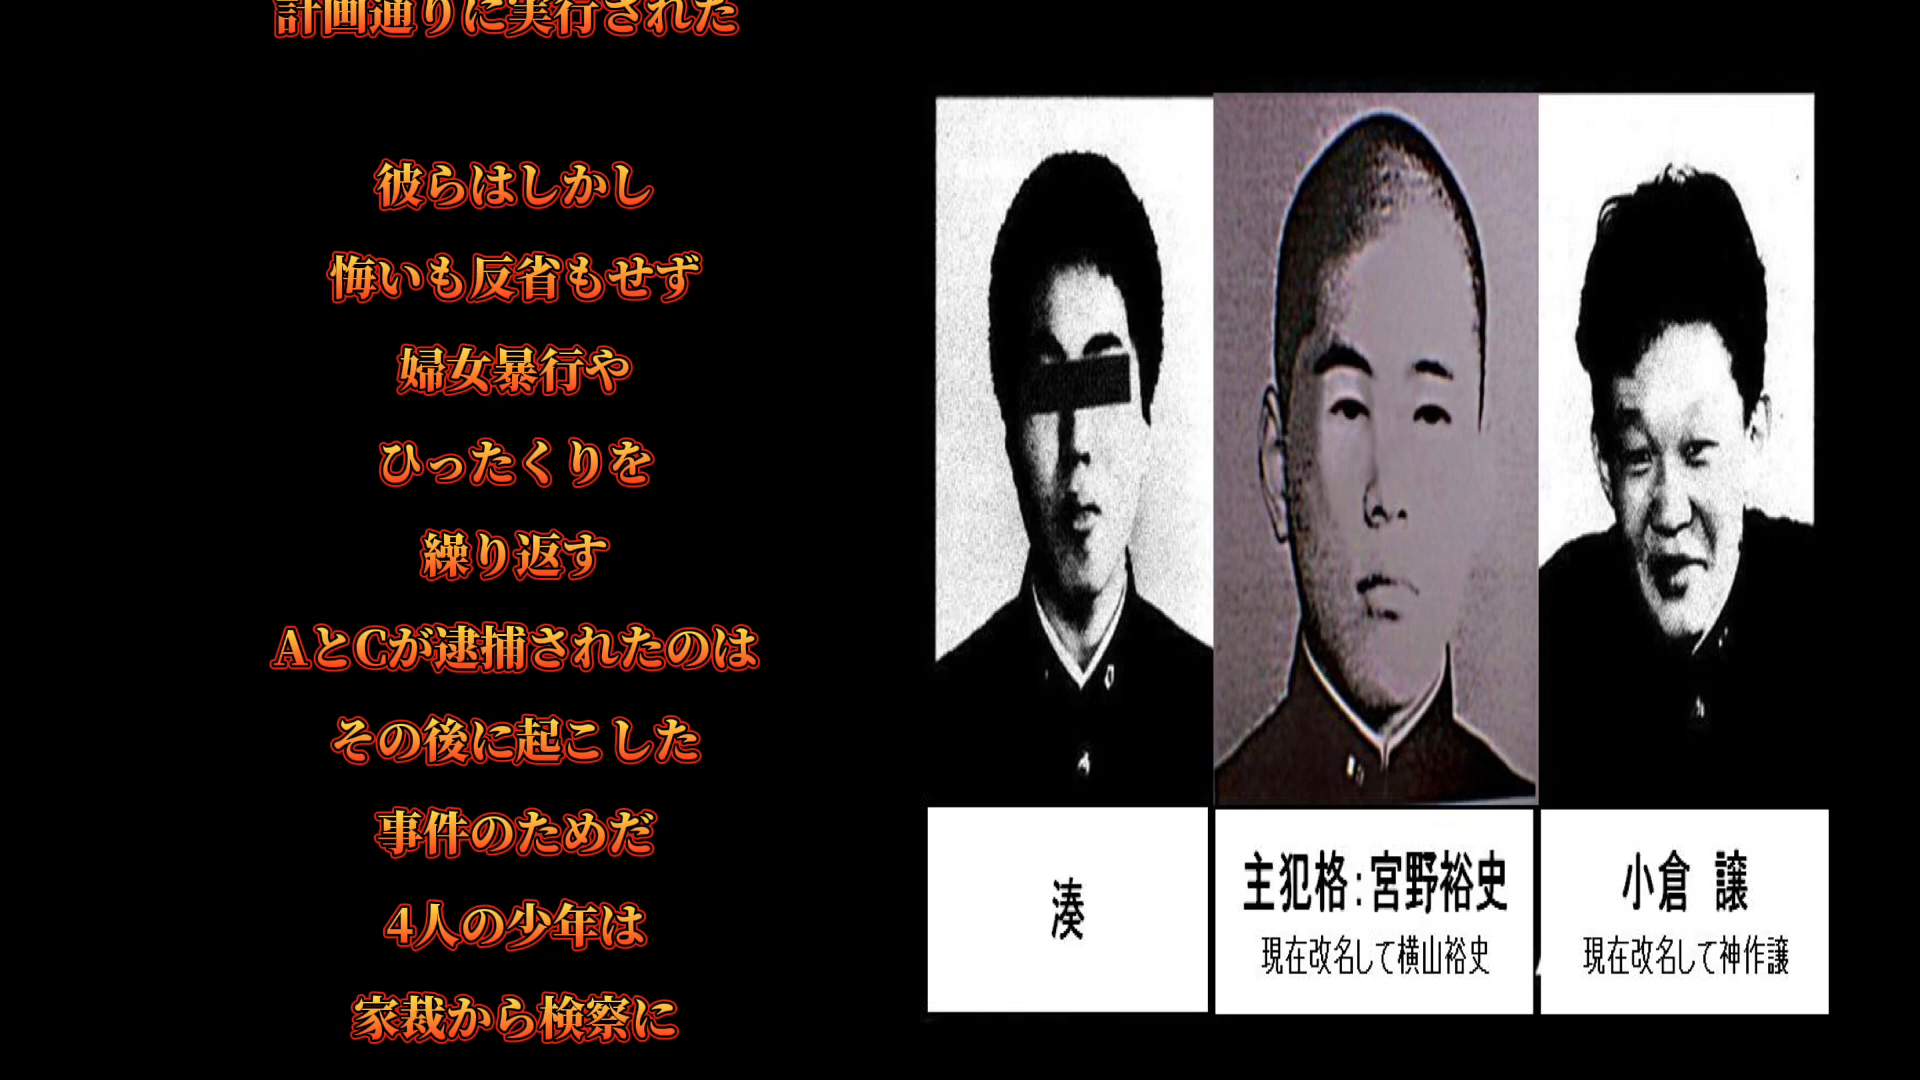 計画通りに実行された
彼らはしかし
悔いも反省もせず
婦女暴行や
ひったくりを
繰り返す
AとCが逮捕されたのは
その後に起こした
事件のためだ
4人の少年は
家裁から検察に
湊
主犯格:宮野裕史
現在改名して横山裕史
小倉 譲
現在改名して神作譲